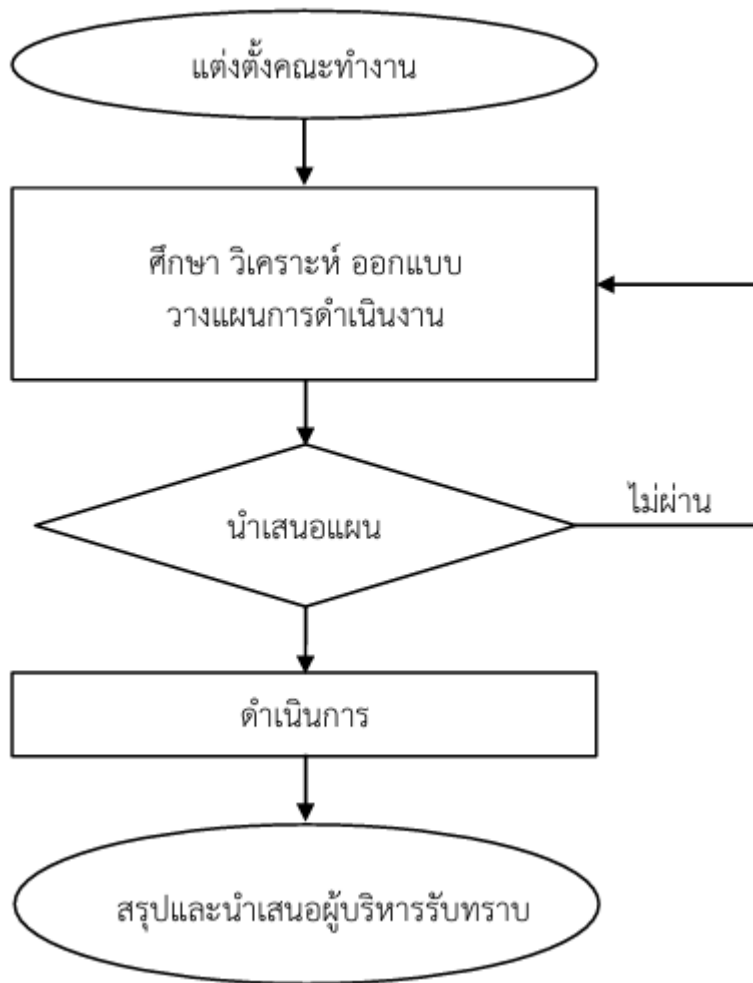 แต่งตั้งคณะทำงาน
ศึกษา วิเคราะห์ ออกแบบ
วางแผนการดำเนินงาน
นำเสนอแผน
ไม่ผ่าน
ดำเนินการ
สรุปและนำเสนอผู้บริหารรับทราบ